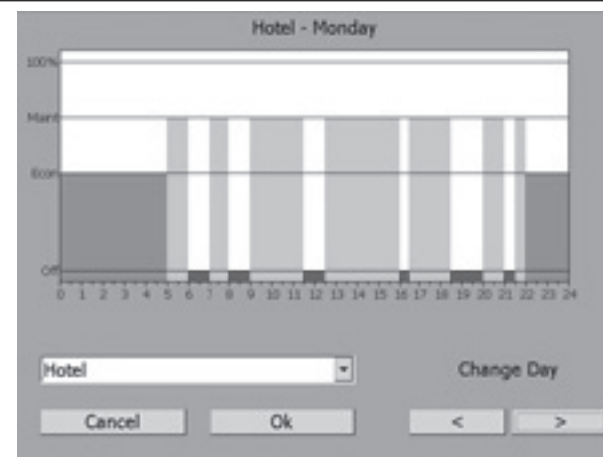 Hotel - Monday
100%
Mant
Econ
Off
0 1 2 3 4 5 6 7 8 9 10 11 12 13 14 15 16 17 18 19 20 21 22 23 24
Hotel
Change Day
Cancel Ok < >